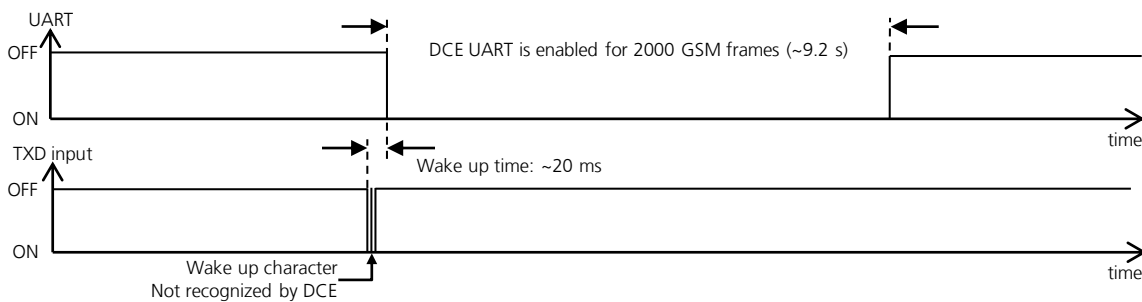 UART
OFF
DCE UART is enabled for 2000 GSM frames (~9.2 s)
ON
time
TXD input
Wake up time: ~20 ms
OFF
ON
Wake up character
Not recognized by DCE
time